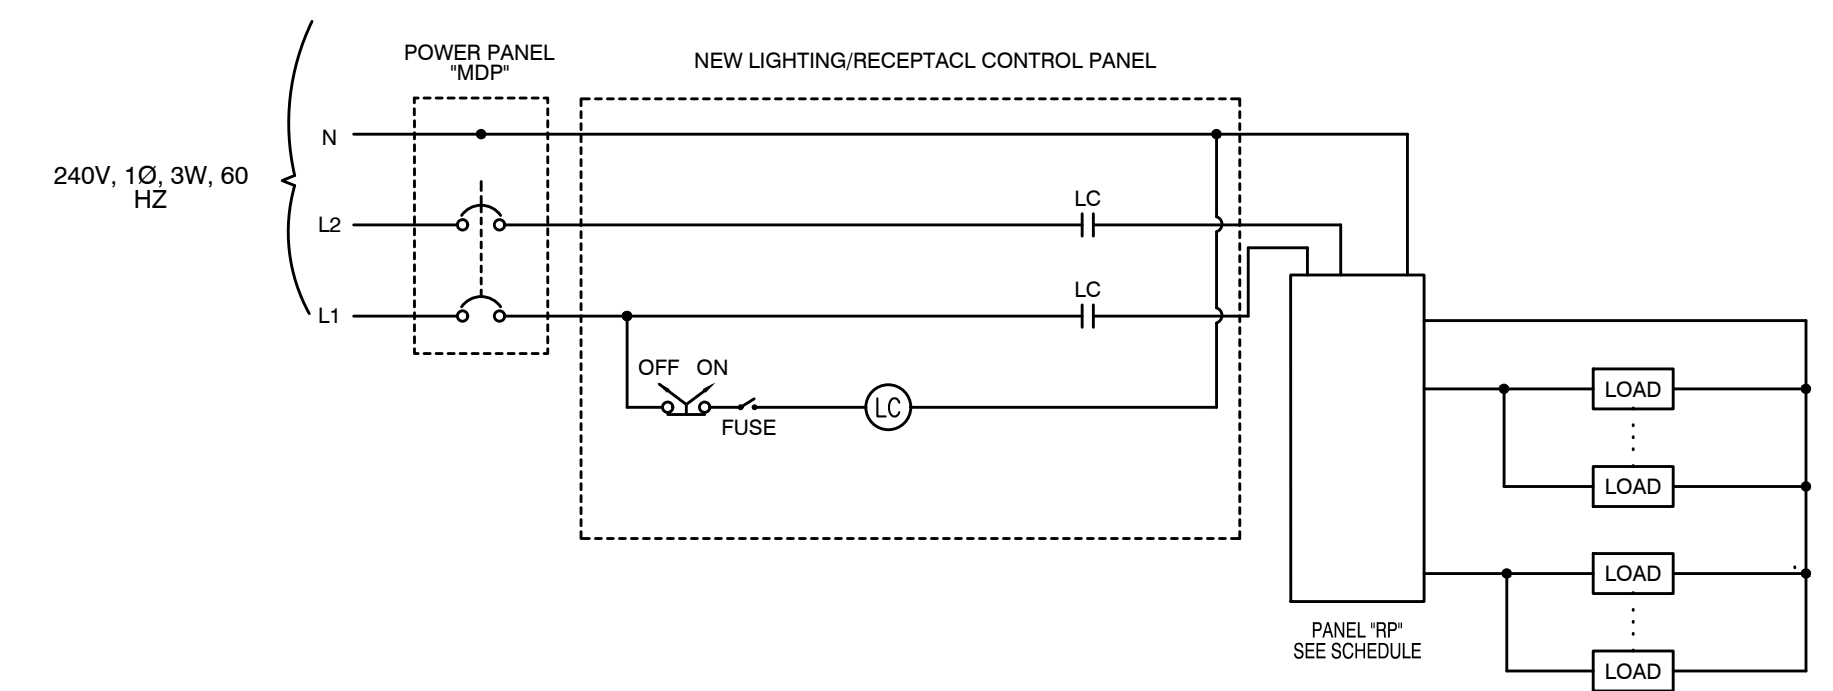 POWER PANEL
"MDP"
NEW LIGHTING/RECEPTACL CONTROL PANEL
N
240V, 1Ø, 3W, 60
HZ
LC
L2
LC
L1
OFF ON
LC
FUSE
LOAD
LOAD
LOAD
PANEL "RP"
SEE SCHEDULE
LOAD